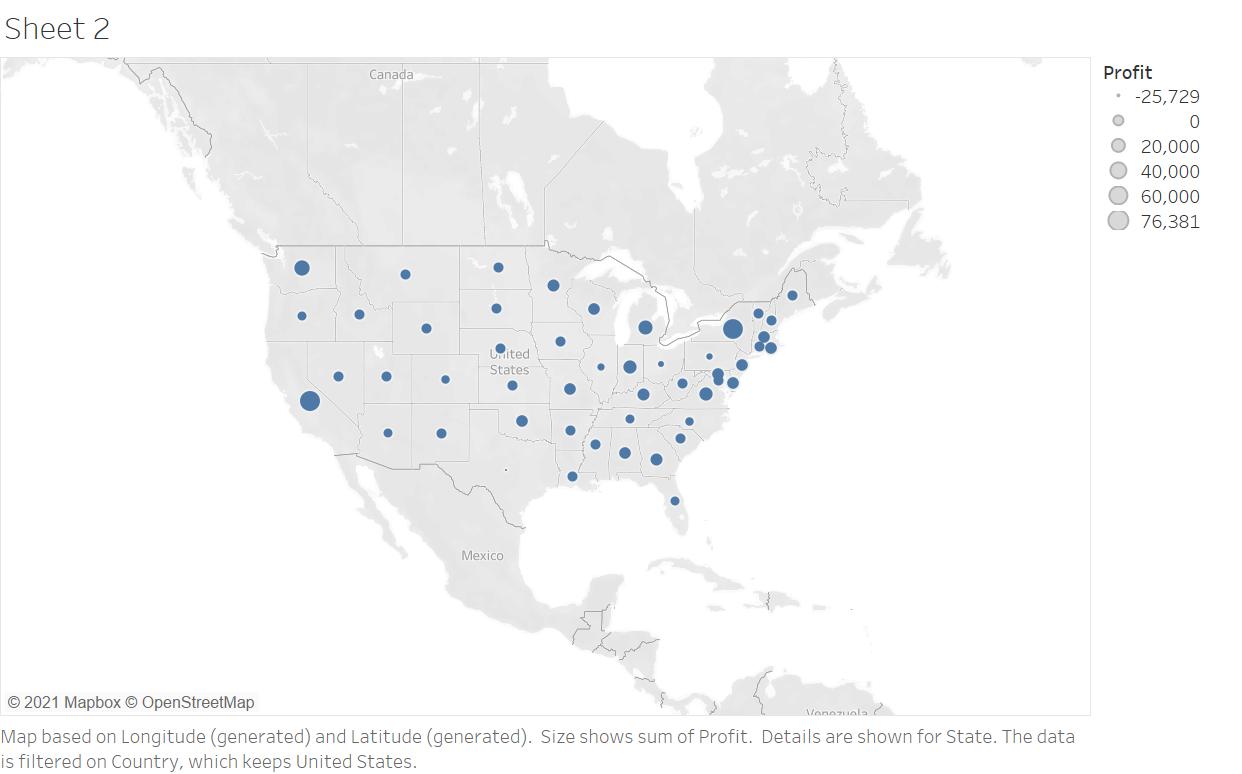 Sheet 2
Canada
United
States
Mexico
Venezuela
© 2021 Mapbox © OpenStreetMap
Profit
-25,729
0
20,000
40,000
60,000
76,381
Map based on Longitude (generated) and Latitude (generated).  Size shows sum of Profit.  Details are shown for State. The data
is filtered on Country, which keeps United States.